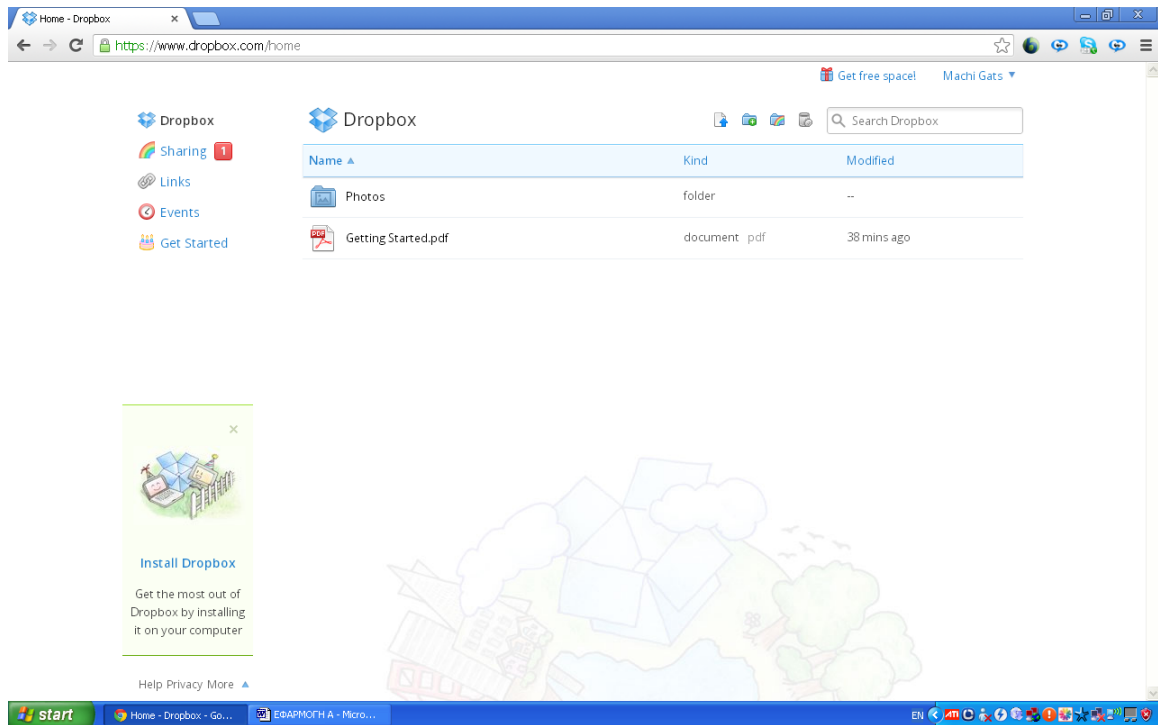 Home - Dropbox
https://www.dropbox.com/home
Get free space! Machi Gats
Dropbox
Sharing 1
Links
Events
Get Started
Dropbox
Search Dropbox
Name Kind Modified
Photos folder --
Getting Started.pdf document pdf 38 mins ago
Install Dropbox
Get the most out of
Dropbox by installing
it on your computer
Help Privacy More
start Home - Dropbox - Go... ΕΦΑΡΜΟΓΗ Α - Micro... EN